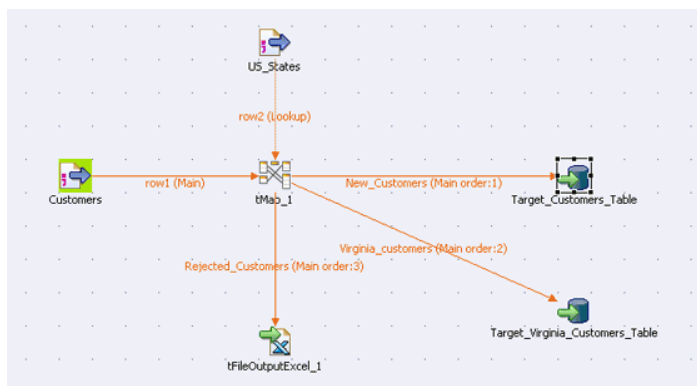 US_States
row2 (Lookup)
Customers
row1 (Main)
tMap_1
New_Customers (Main order:1)
Target_Customers_Table
Virginia_customers (Main order:2)
Rejected_Customers (Main order:3)
Target_Virginia_Customers_Table
tFileOutputExcel_1